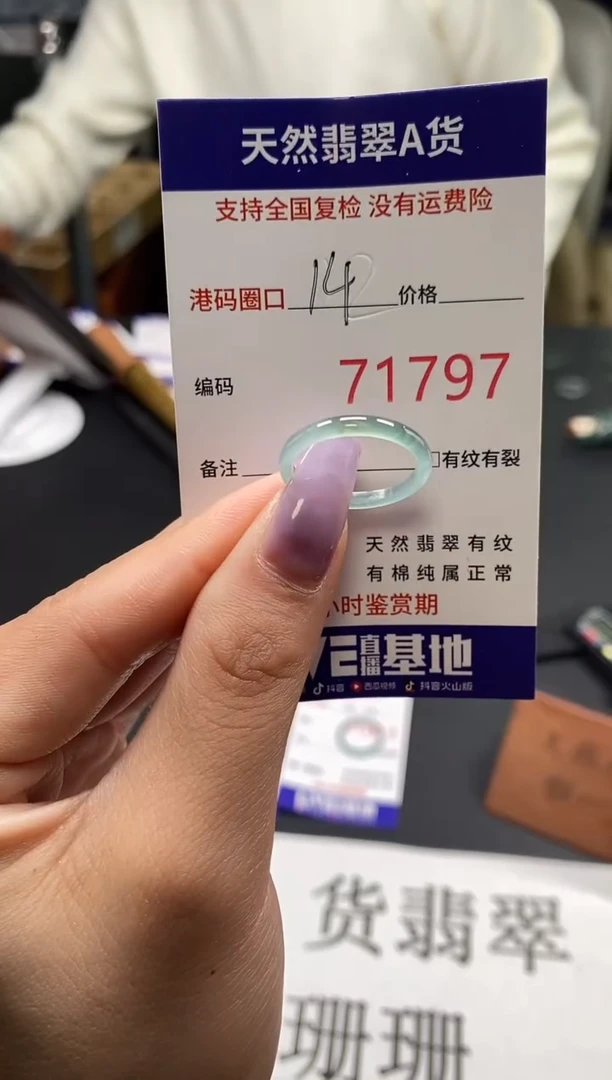 天然翡翠A货
支持全国复检 没有运费险
港码圈口 14 价格
编码 71797
备注 □有纹有裂
天然翡翠有纹
有棉纯属正常
小时鉴赏期
直播基地
抖音 西瓜视频 抖音火山版
货翡翠
珊珊